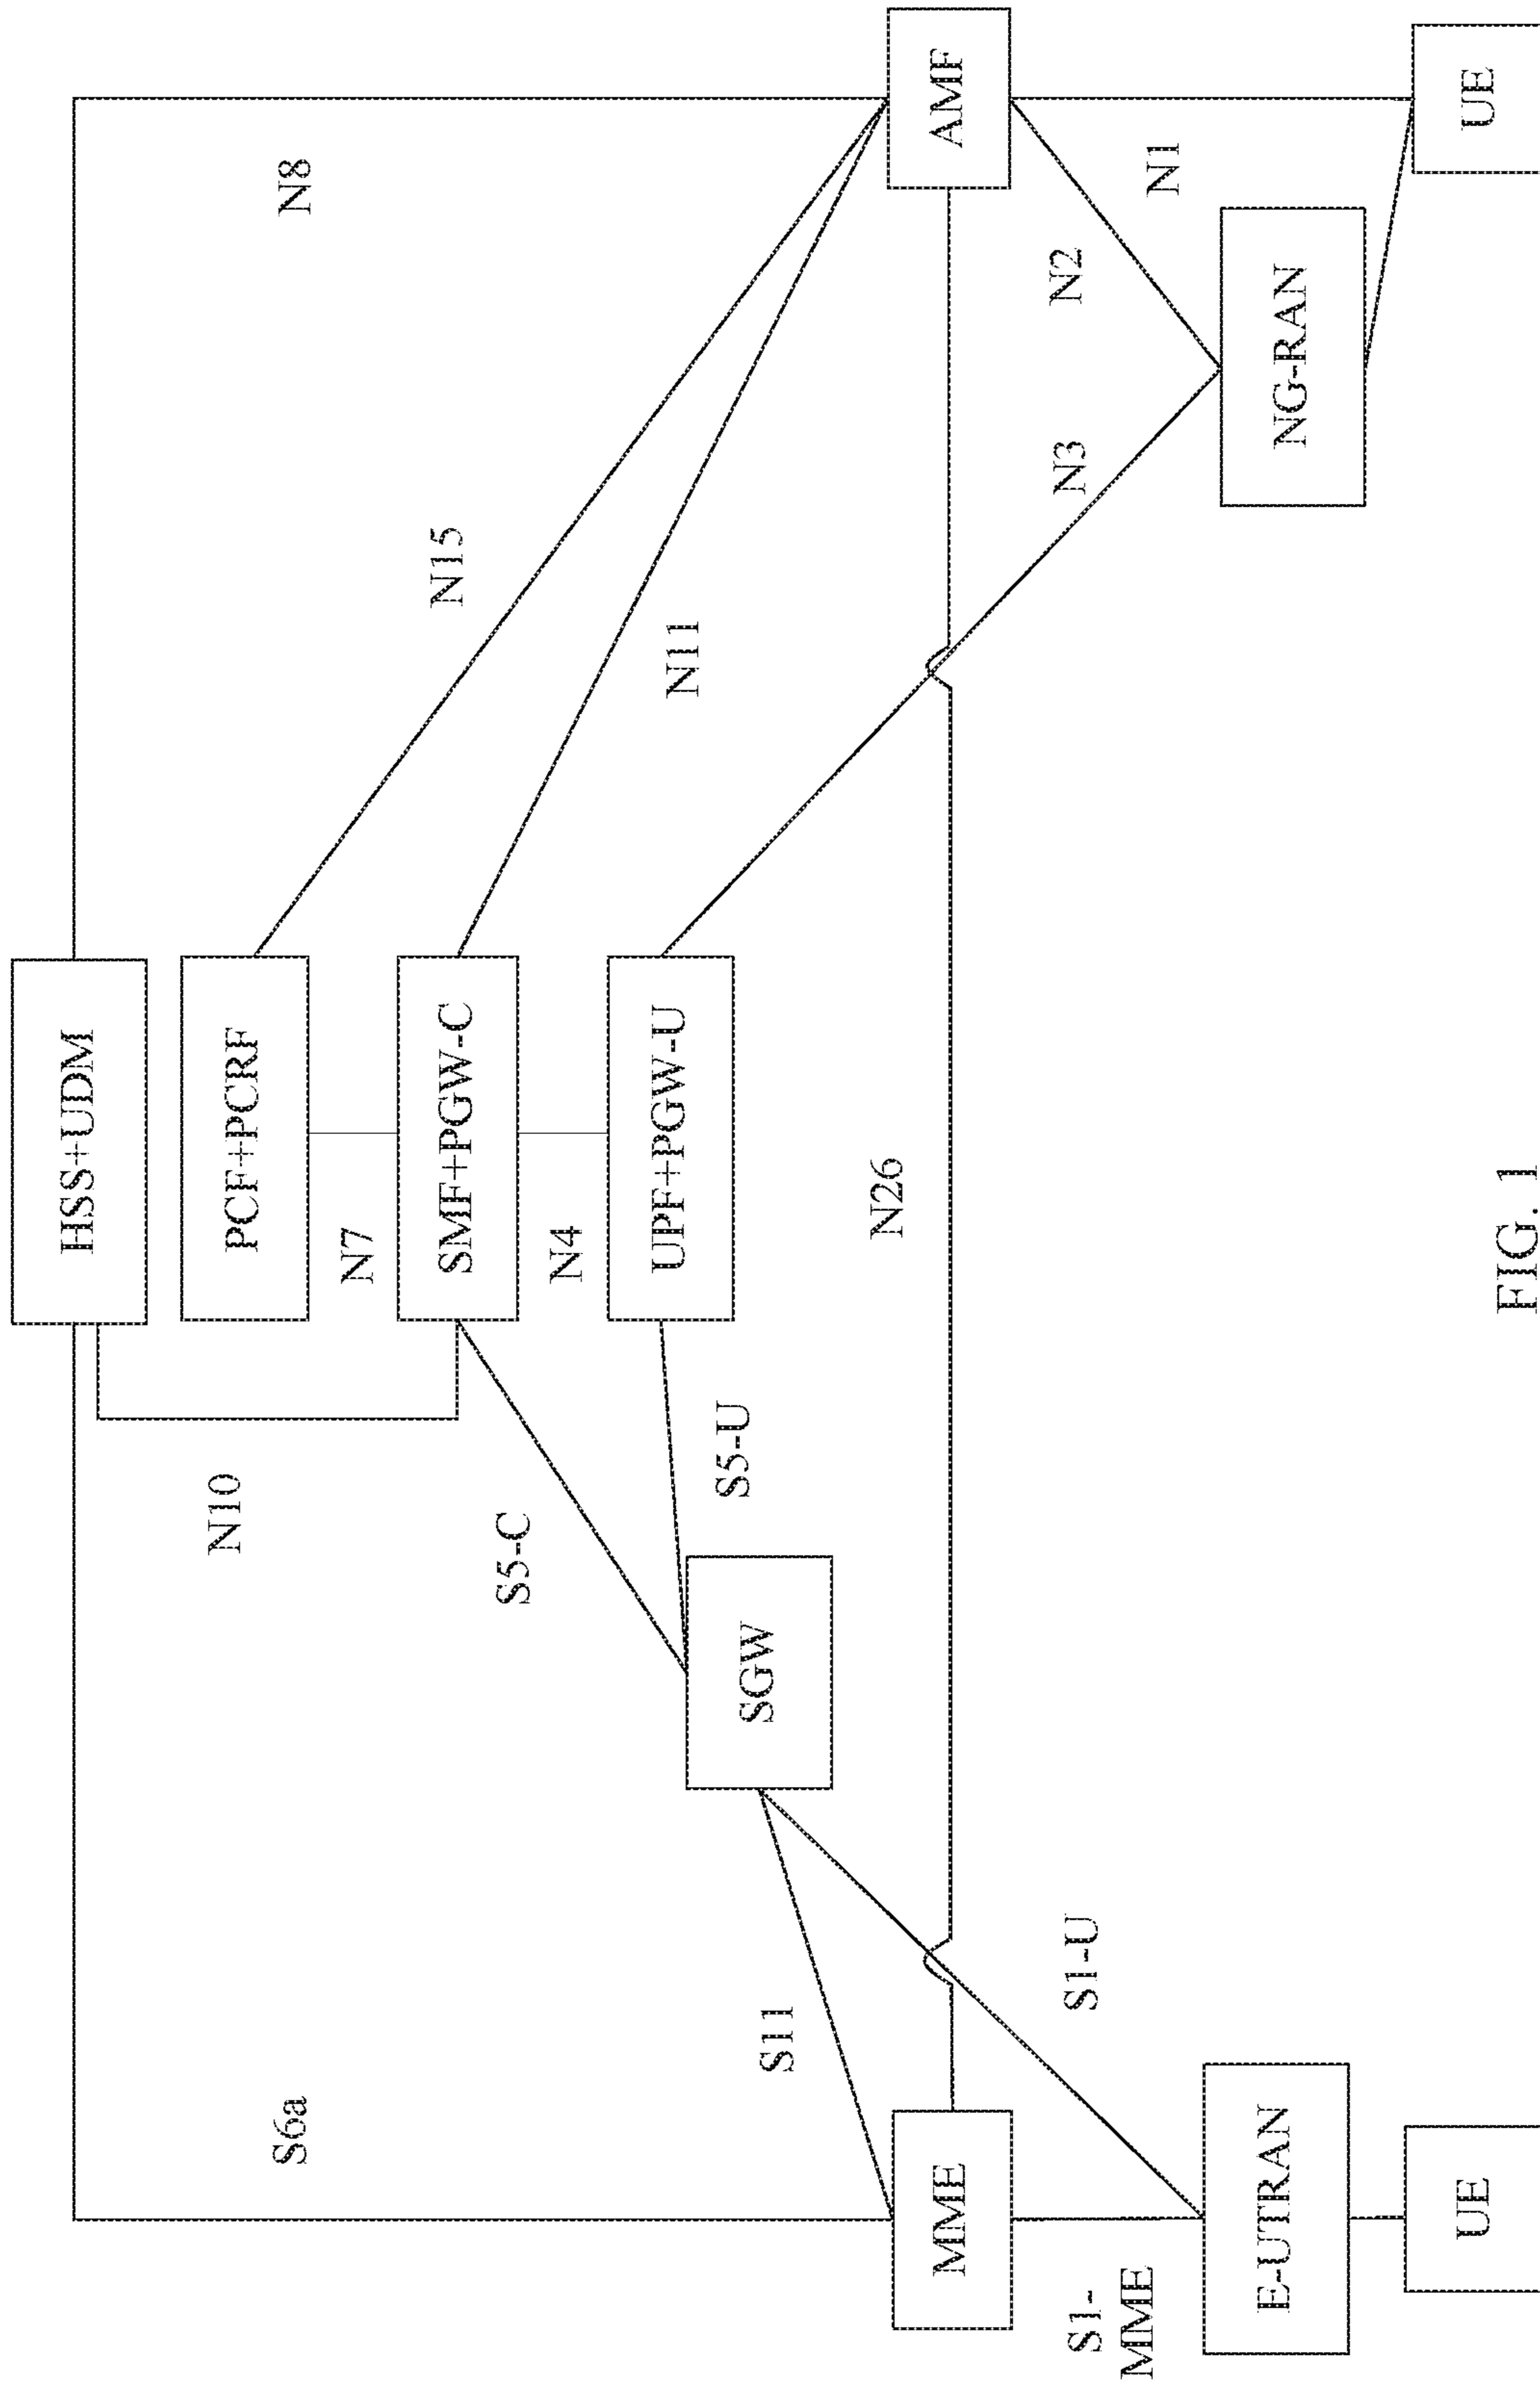 HSS+UDM
S6a
N8
N10
PCF+PCRF
N15
N7
SMF+PGW-C
S5-C
N11
N4
UPF+PGW-U
S5-U
SGW
S11
N26
MME
AMF
S1-
MME
S1-U
N3
N2
N1
E-UTRAN
NG-RAN
UE
UE
FIG. 1